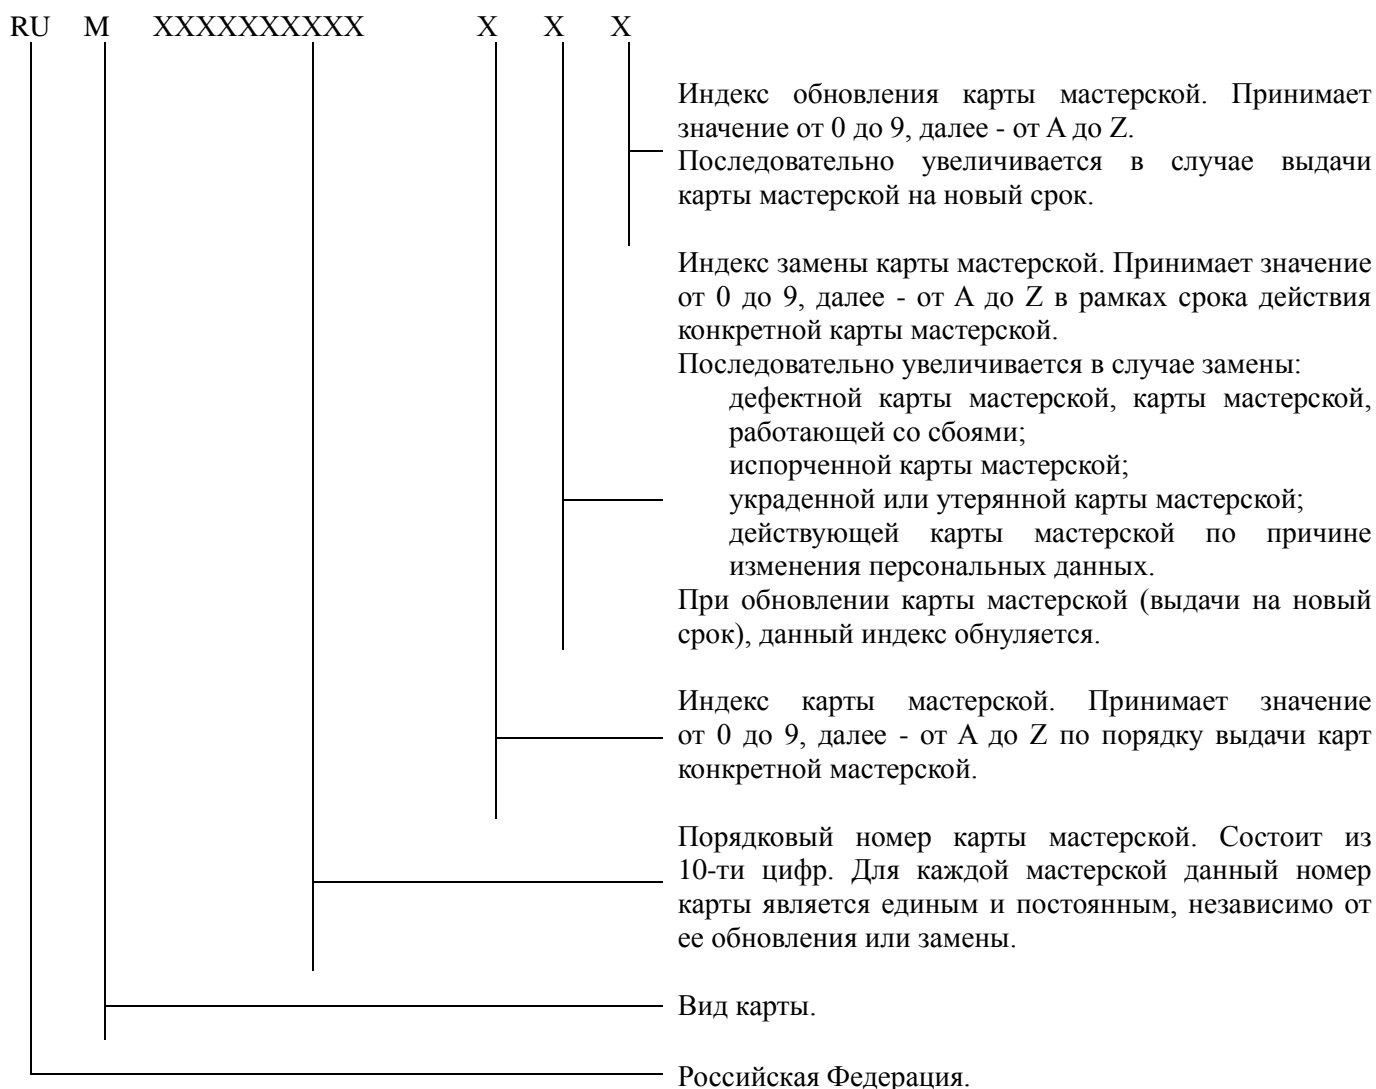 RU M XXXXXXXXXX X X X
Индекс обновления карты мастерской. Принимает
значение от 0 до 9, далее - от A до Z.
Последовательно увеличивается в случае выдачи
карты мастерской на новый срок.
Индекс замены карты мастерской. Принимает значение
от 0 до 9, далее - от A до Z в рамках срока действия
конкретной карты мастерской.
Последовательно увеличивается в случае замены:
дефектной карты мастерской, карты мастерской,
работающей со сбоями;
испорченной карты мастерской;
украденной или утерянной карты мастерской;
действующей карты мастерской по причине
изменения персональных данных.
При обновлении карты мастерской (выдачи на новый
срок), данный индекс обнуляется.
Индекс карты мастерской. Принимает значение
от 0 до 9, далее - от A до Z по порядку выдачи карт
конкретной мастерской.
Порядковый номер карты мастерской. Состоит из
10-ти цифр. Для каждой мастерской данный номер
карты является единым и постоянным, независимо от
ее обновления или замены.
Вид карты.
Российская Федерация.